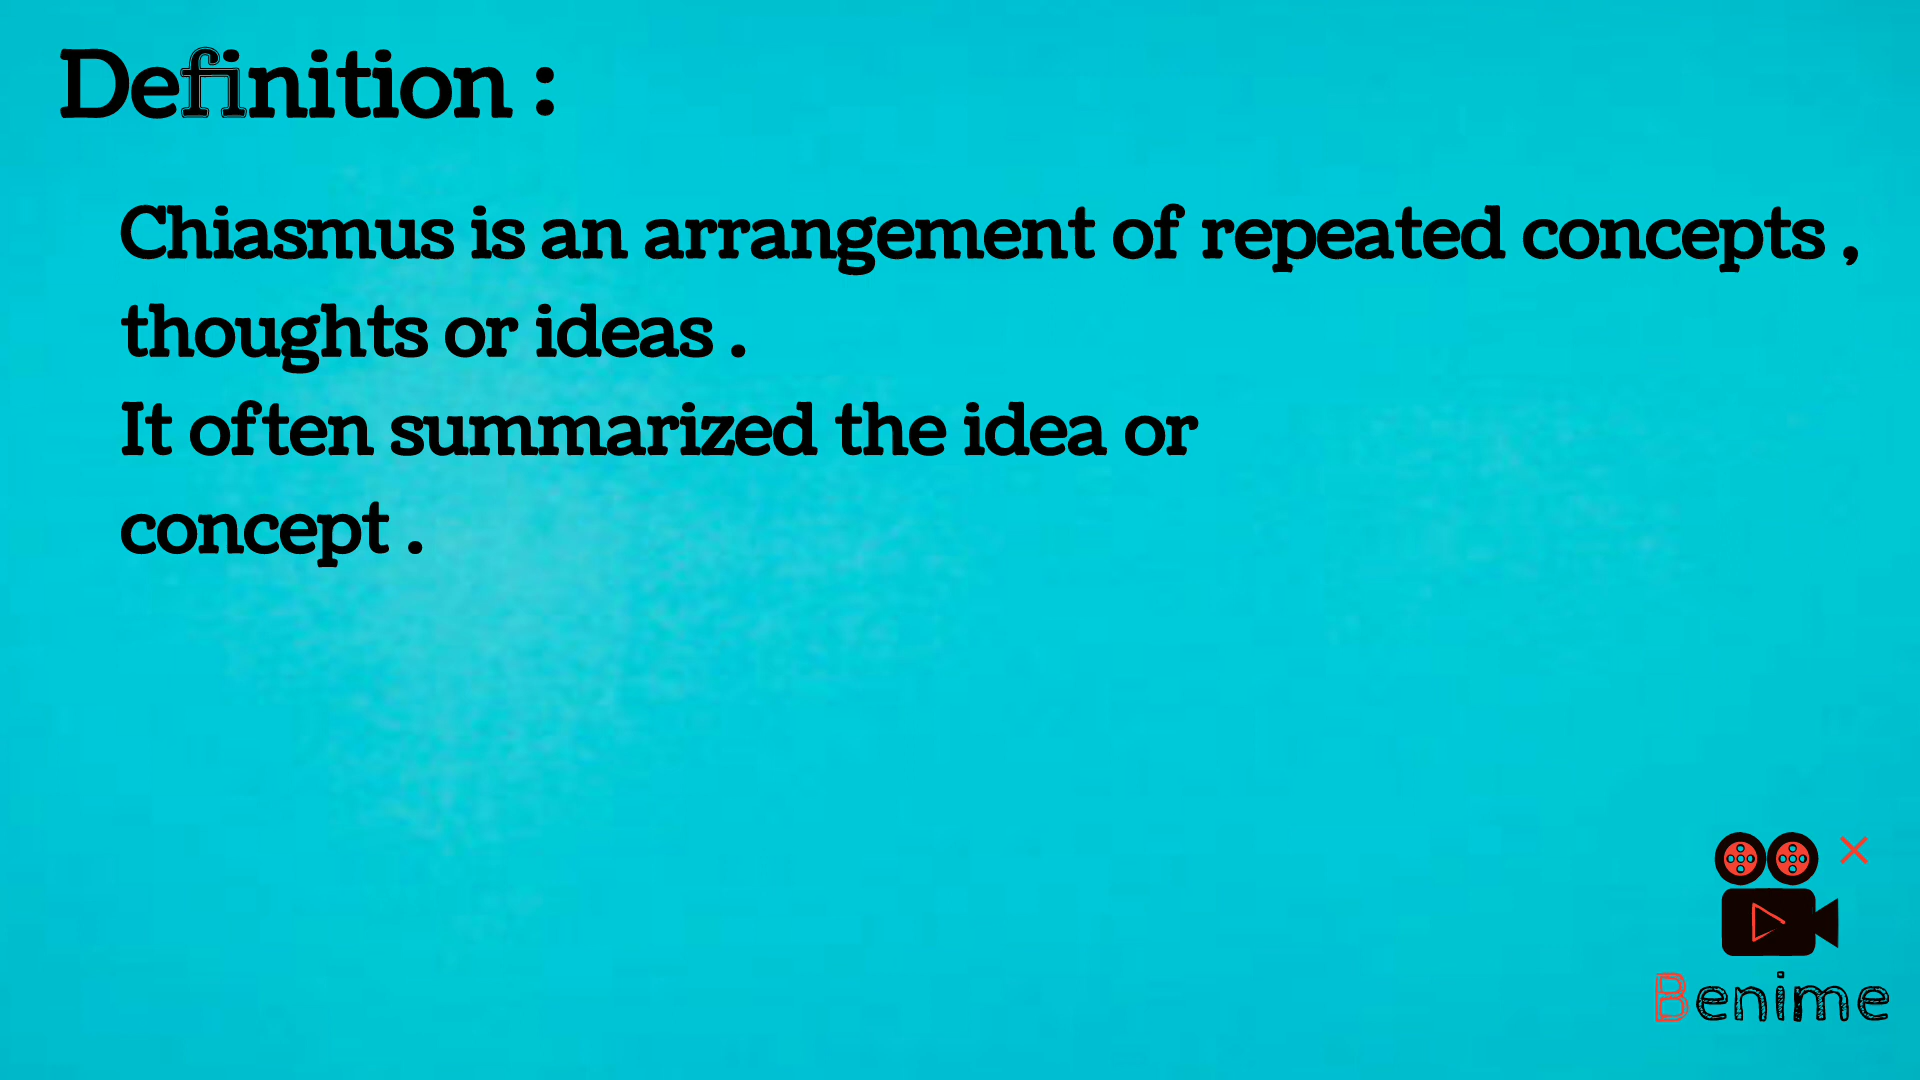 Definition :
Chiasmus is an arrangement of repeated concepts ,
thoughts or ideas .
It often summarized the idea or
concept .
Benime